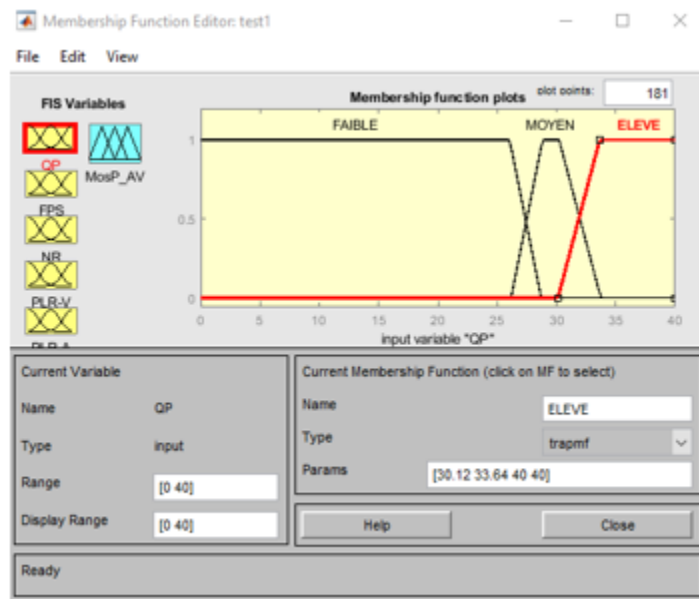 Membership Function Editor: test1
File Edit View
FIS Variables
QP
FPS
NR
PLR-V
PLR-A
MosP_AV
Membership function plots
plot points: 181
FAIBLE MOYEN ELEVE
1
0.5
0
0 5 10 15 20 25 30 35 40
input variable "QP"
Current Variable
Name QP
Type input
Range [0 40]
Display Range [0 40]
Current Membership Function (click on MF to select)
Name ELEVE
Type trapmf
Params [30.12 33.64 40 40]
Help Close
Ready